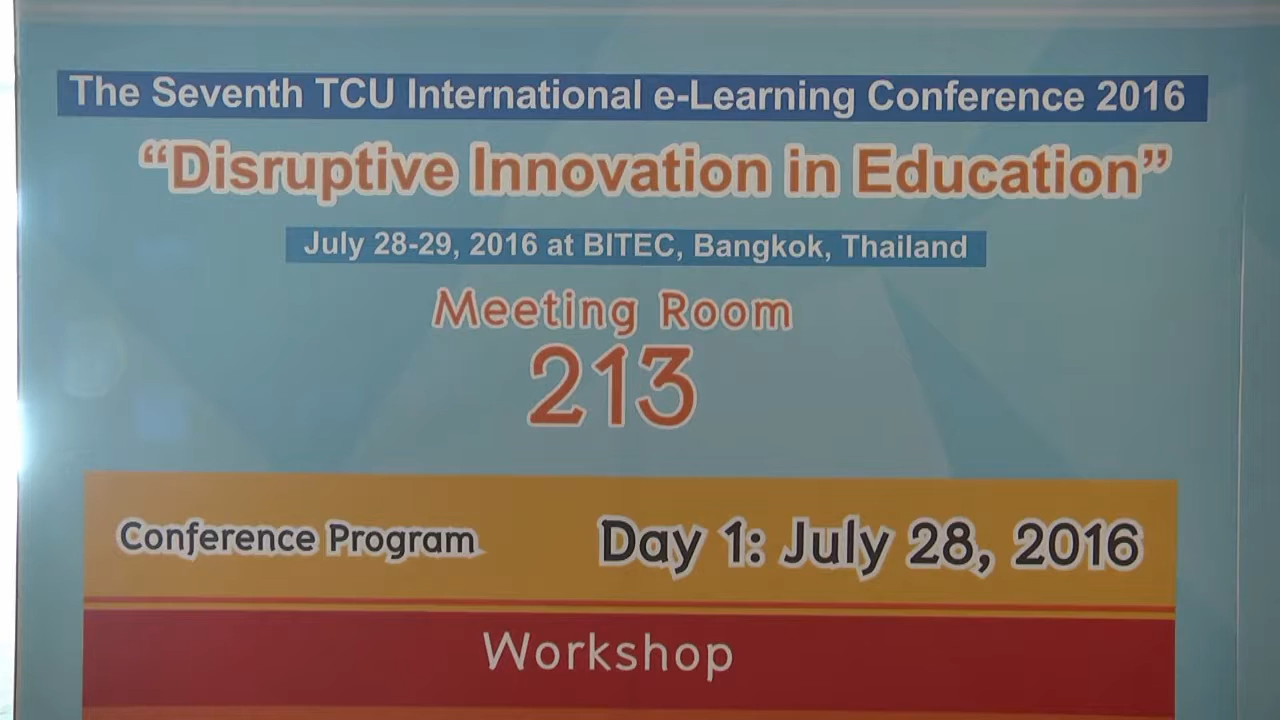 The Seventh TCU International e-Learning Conference 2016
“Disruptive Innovation in Education”
July 28-29, 2016 at BITEC, Bangkok, Thailand
Meeting Room
213
Conference Program Day 1: July 28, 2016
Workshop